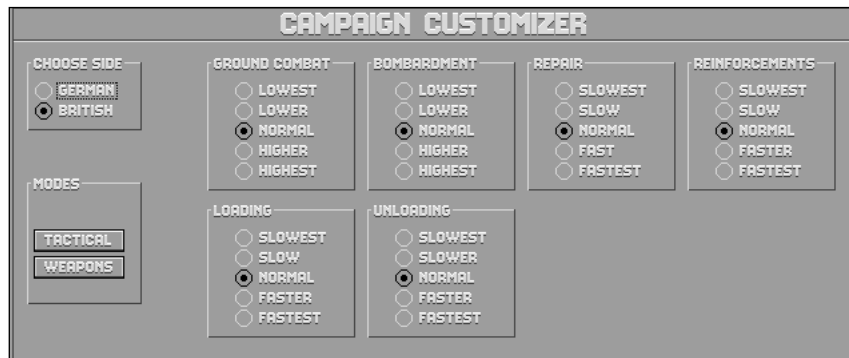 CAMPAIGN CUSTOMIZER
CHOOSE SIDE
GERMAN
BRITISH
GROUND COMBAT
LOWEST
LOWER
NORMAL
HIGHER
HIGHEST
BOMBARDMENT
LOWEST
LOWER
NORMAL
HIGHER
HIGHEST
REPAIR
SLOWEST
SLOW
NORMAL
FAST
FASTEST
REINFORCEMENTS
SLOWEST
SLOW
NORMAL
FASTER
FASTEST
MODES
TACTICAL
WEAPONS
LOADING
SLOWEST
SLOW
NORMAL
FASTER
FASTEST
UNLOADING
SLOWEST
SLOWER
NORMAL
FASTER
FASTEST